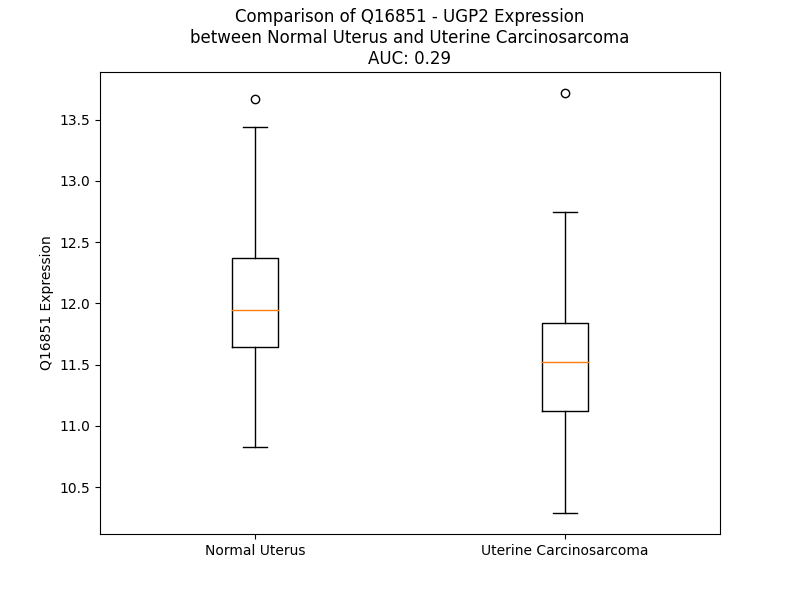 Comparison of Q16851 - UGP2 Expression
between Normal Uterus and Uterine Carcinosarcoma
AUC: 0.29
Q16851 Expression
13.5
13.0
12.5
12.0
11.5
11.0
10.5
Normal Uterus
Uterine Carcinosarcoma